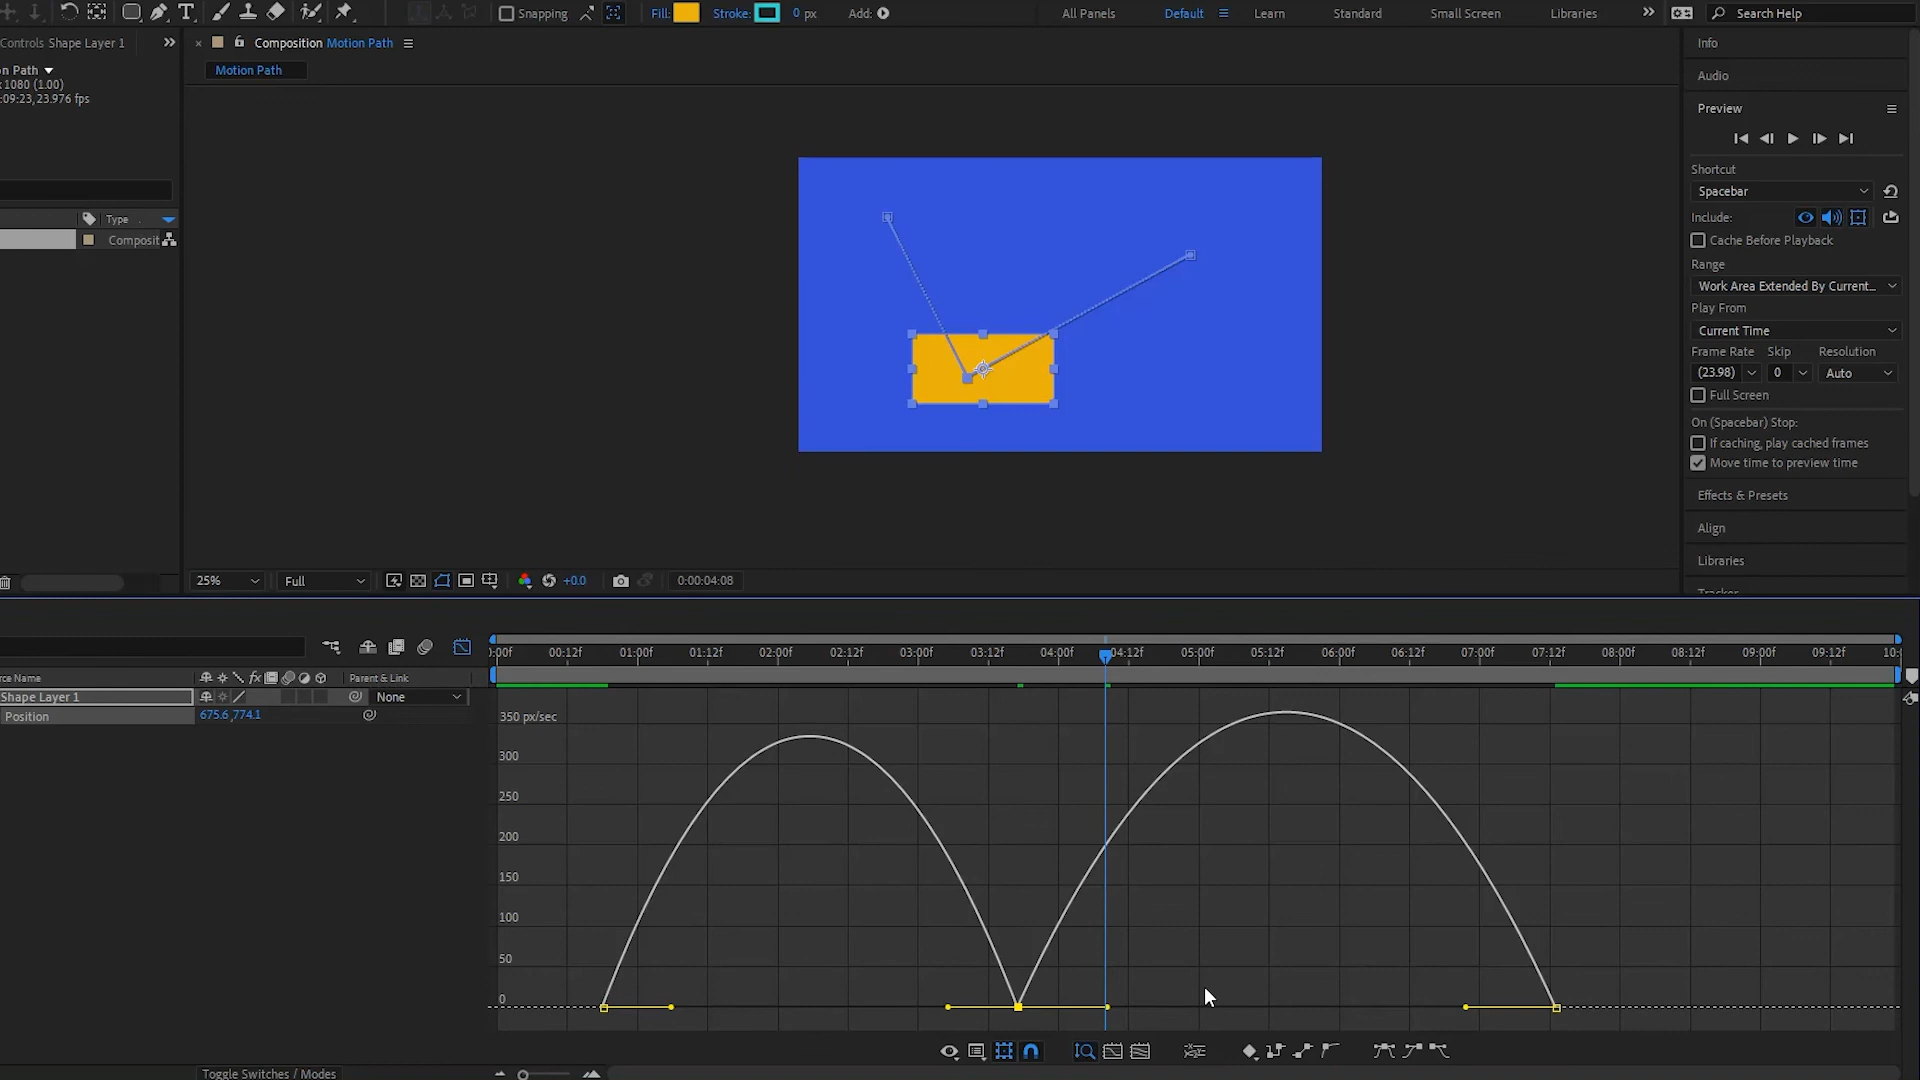 Snapping
Fill:
Stroke:
0 px
Add:
All Panels
Default
Learn
Standard
Small Screen
Libraries
Search Help
Controls Shape Layer 1
Composition Motion Path
Motion Path
n Path
1080 (1.00)
:09:23, 23.976 fps
Type
Composit
Info
Audio
Preview
Shortcut
Spacebar
Include:
Cache Before Playback
Range
Work Area Extended By Current...
Play From
Current Time
Frame Rate Skip Resolution
(23.98) 0 Auto
Full Screen
On (Spacebar) Stop:
If caching, play cached frames
Move time to preview time
Effects & Presets
Align
Libraries
25%
Full
+0.0
0:00:04:08
:00f 00:12f 01:00f 01:12f 02:00f 02:12f 03:00f 03:12f 04:00f 04:12f 05:00f 05:12f 06:00f 06:12f 07:00f 07:12f 08:00f 08:12f 09:00f 09:12f 10:
rce Name
fx
Parent & Link
Shape Layer 1
None
Position
675.6,774.1
350 px/sec
300
250
200
150
100
50
0
Toggle Switches / Modes